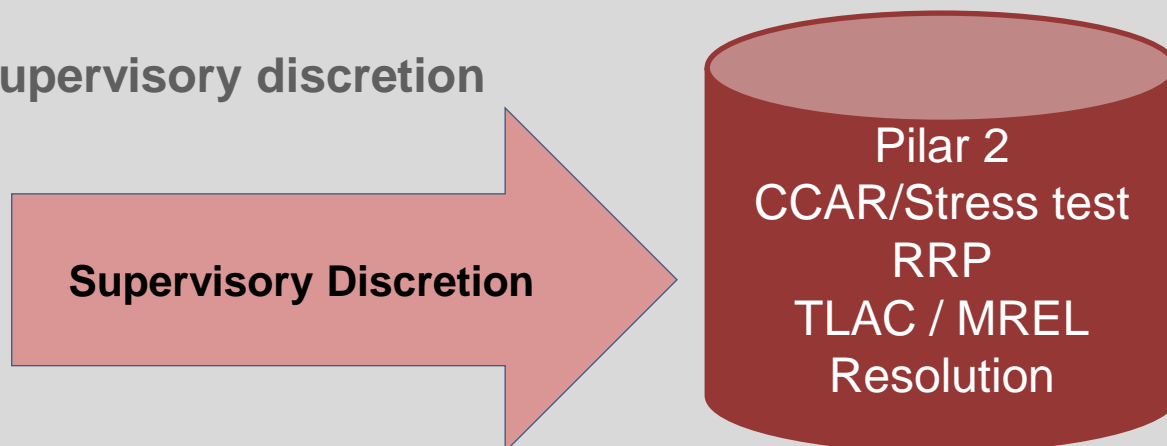 upervisory discretion
Supervisory Discretion
Pilar 2
CCAR/Stress test
RRP
TLAC / MREL
Resolution